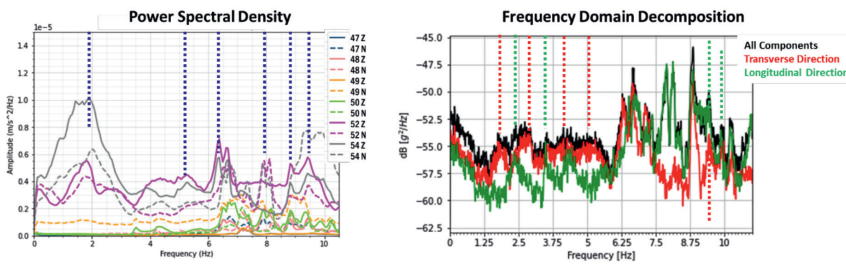 Power Spectral Density
1e-5
1.4
1.2
1.0
0.8
0.6
0.4
0.2
0.0
Amplitude (m/s^2/Hz)
0
2
4
6
8
10
Frequency (Hz)
47 Z
47 N
48 Z
48 N
49 Z
49 N
50 Z
50 N
52 Z
52 N
54 Z
54 N
Frequency Domain Decomposition
-45.0
-47.5
-50.0
-52.5
-55.0
-57.5
-60.0
-62.5
dB [g²/Hz]
0
1.25
2.5
3.75
5.0
6.25
7.5
8.75
10.0
Frequency [Hz]
All Components
Transverse Direction
Longitudinal Direction